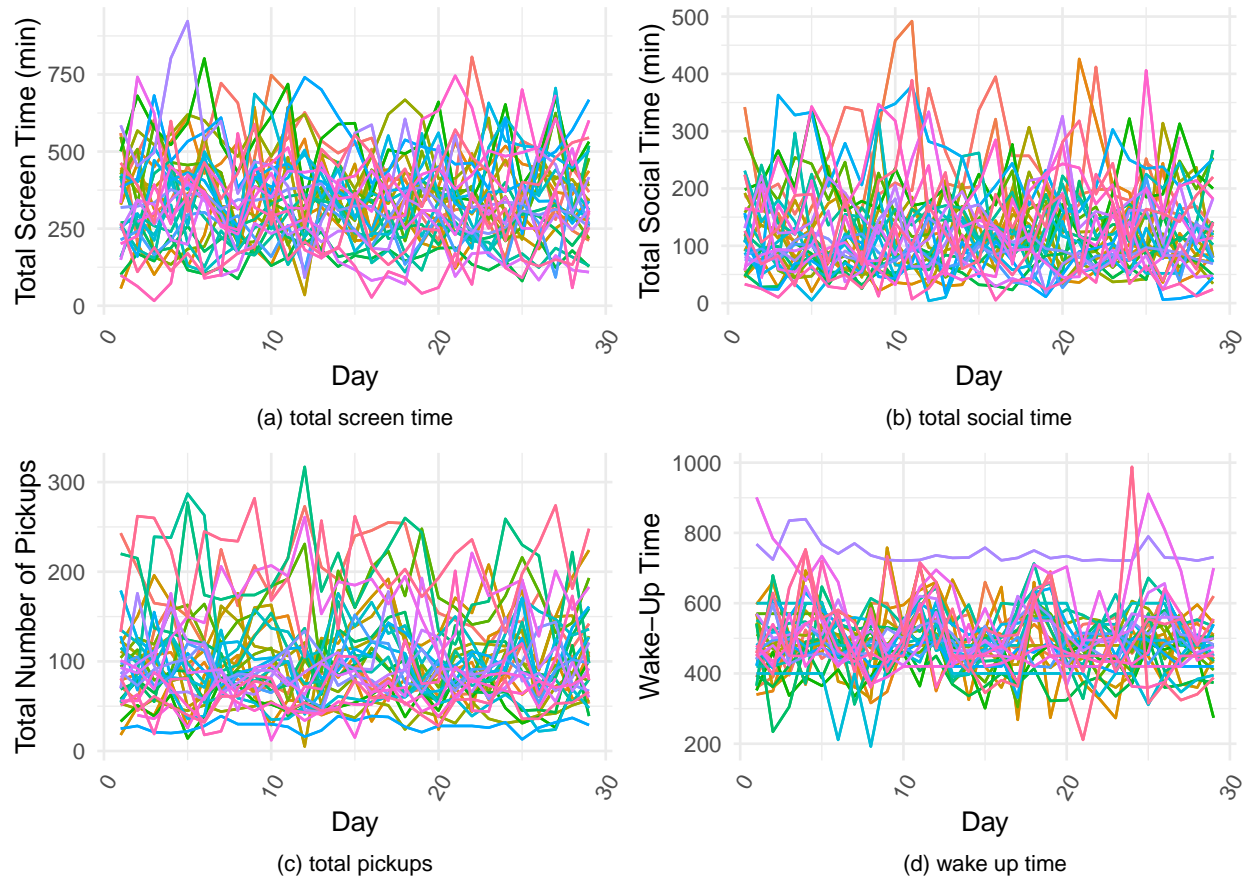 Total Screen Time (min)
750
500
250
0
0
10
20
30
Day
(a) total screen time
Total Social Time (min)
500
400
300
200
100
0
0
10
20
30
Day
(b) total social time
Total Number of Pickups
300
200
100
0
0
10
20
30
Day
(c) total pickups
Wake−Up Time
1000
800
600
400
200
0
10
20
30
Day
(d) wake up time